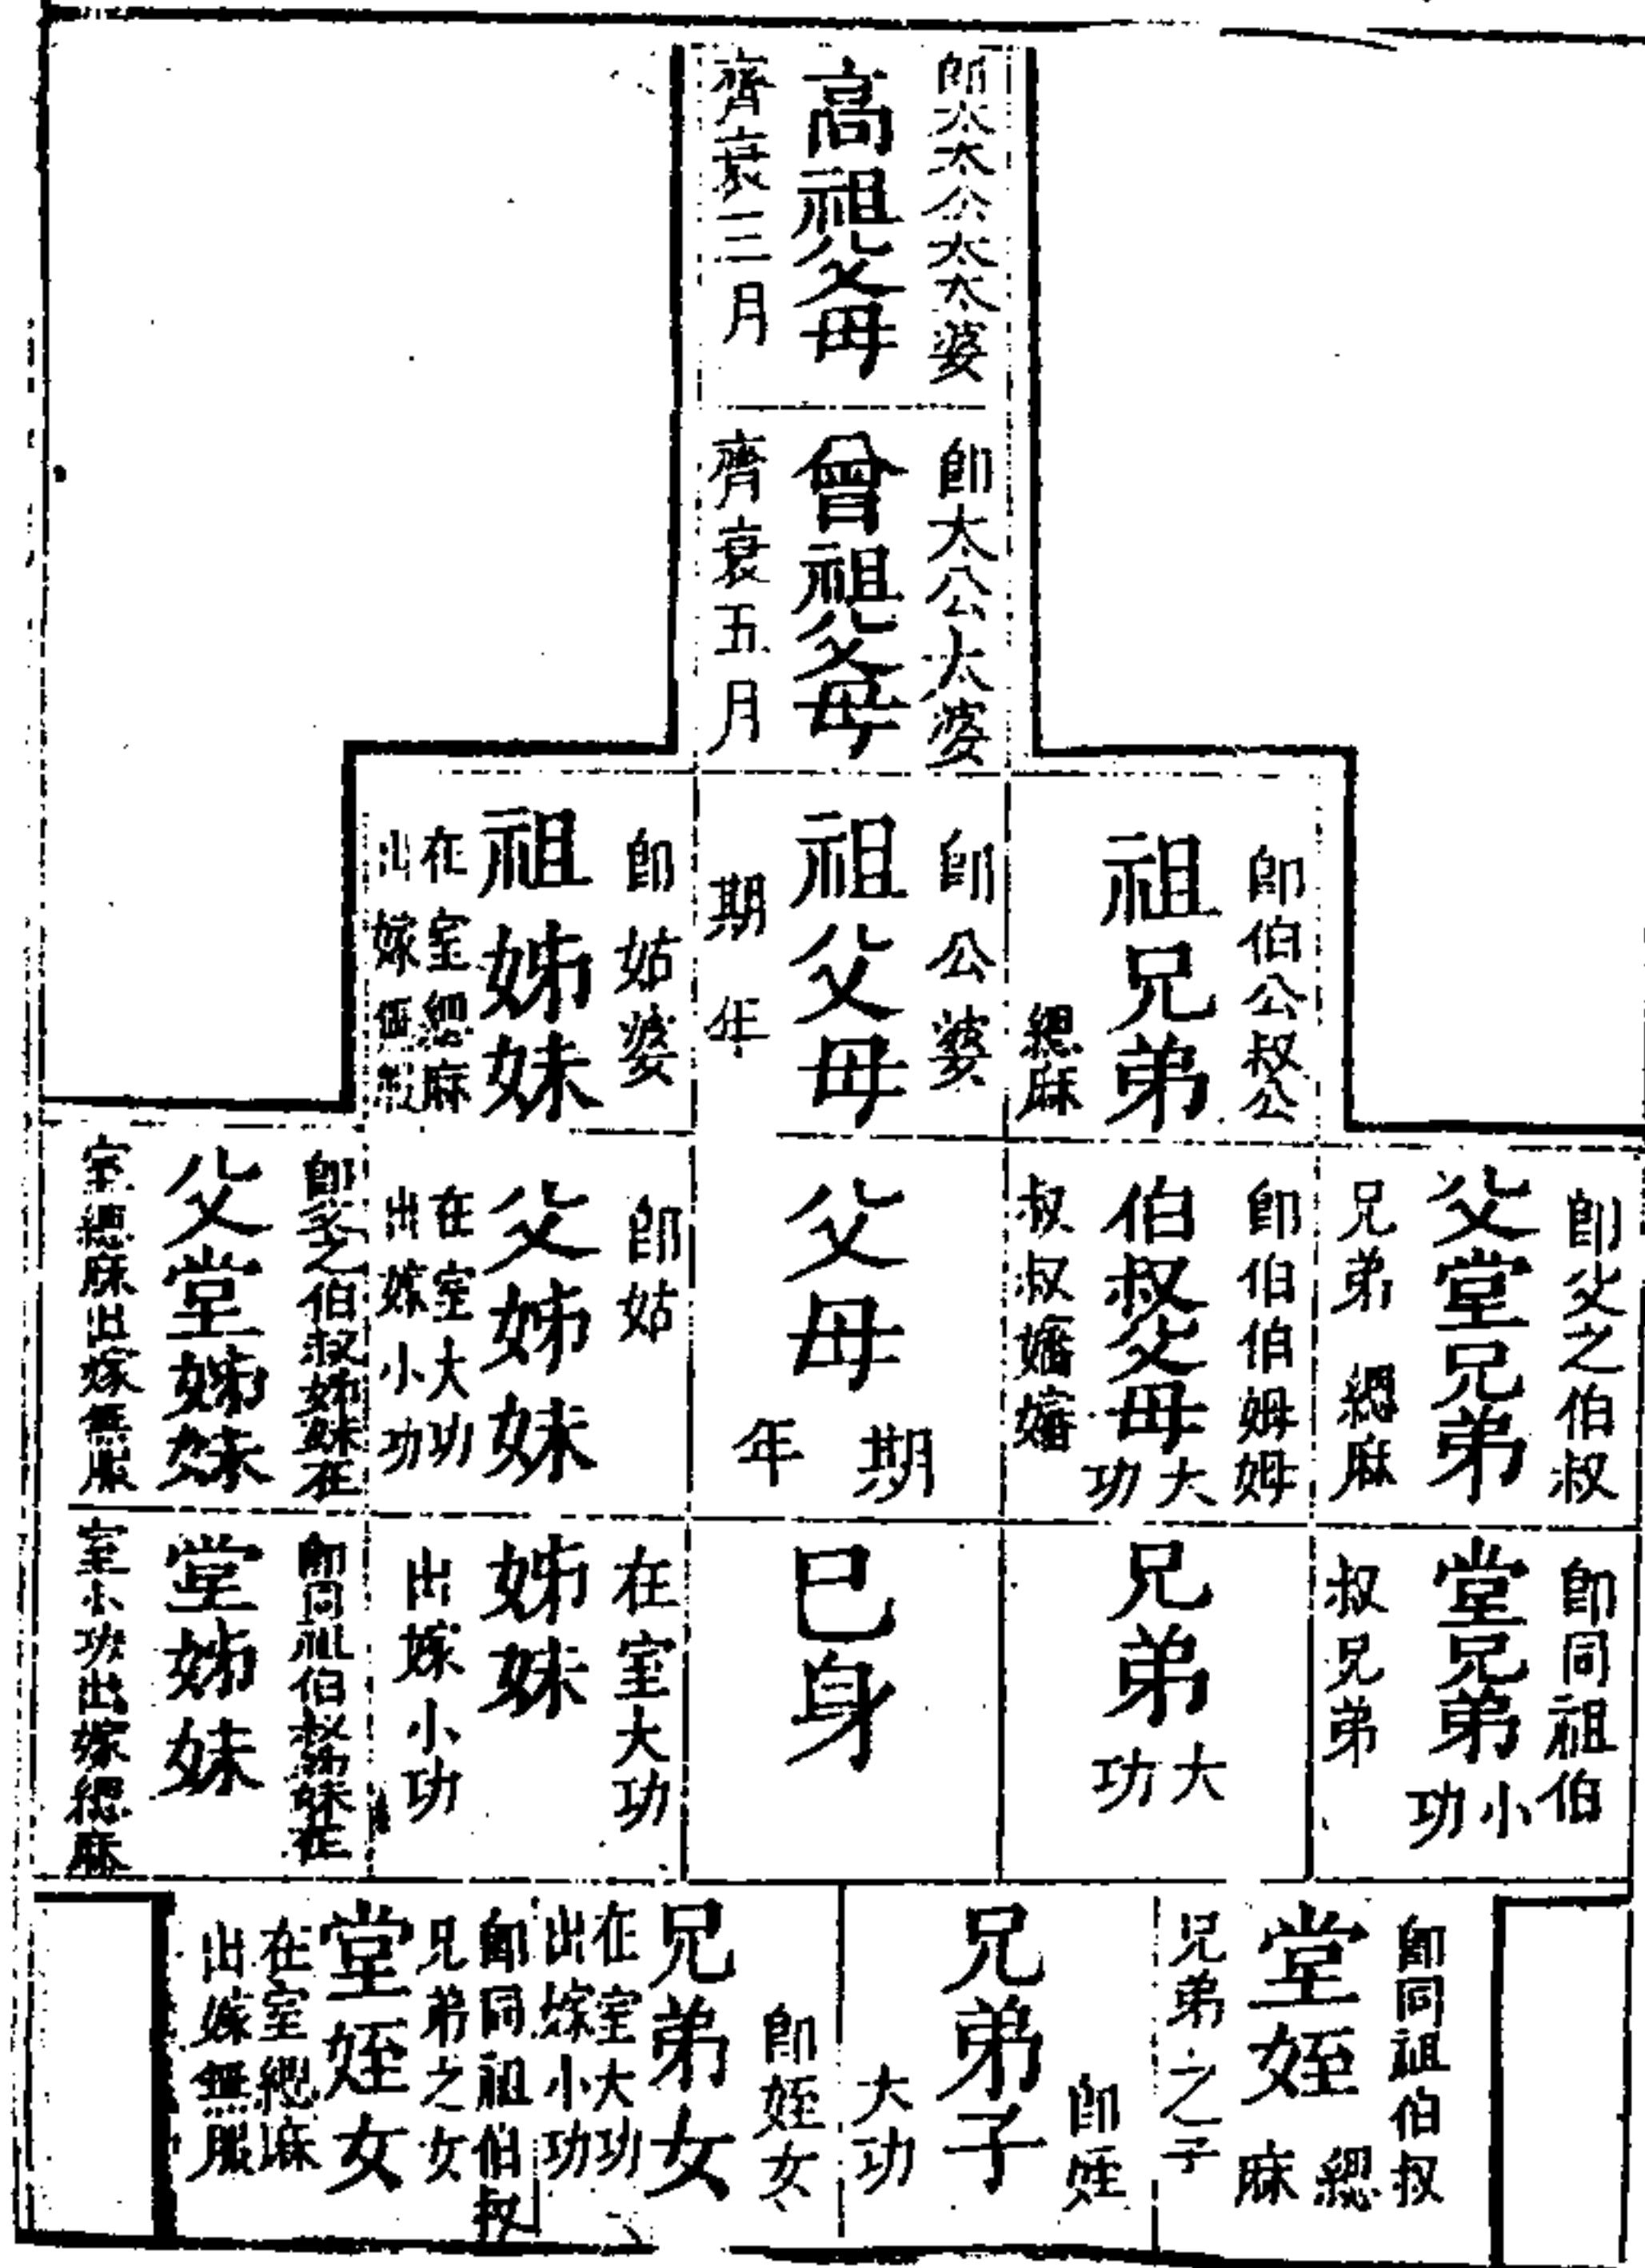 即太太公太太婆
高祖父母
齊衰三月
即太公太婆
曾祖父母
齊衰五月
即伯公叔公
祖兄弟
緦麻
即公婆
祖父母
期年
即姑婆
祖姊妹
在室緦麻
出嫁無服
即父之伯叔
父堂兄弟
兄弟 緦麻
即伯伯姆姆
伯叔父母
大功
叔叔嬸嬸
父母
期年
即姑
父姊妹
在室大功
出嫁小功
即父之伯叔姊妹在
父堂姊妹
室緦麻出嫁無服
即同祖伯
堂兄弟
小功
叔兄弟
兄弟
大功
己身
在室大功
姊妹
出嫁小功
即同祖伯叔姊妹在
堂姊妹
室小功出嫁緦麻
即同祖伯叔
堂姪
緦麻
兄弟之子
即姪
兄弟子
大功
即姪女
兄弟女
在室大功
出嫁小功
即同祖伯叔
兄弟之女
堂姪女
在室緦麻
出嫁無服